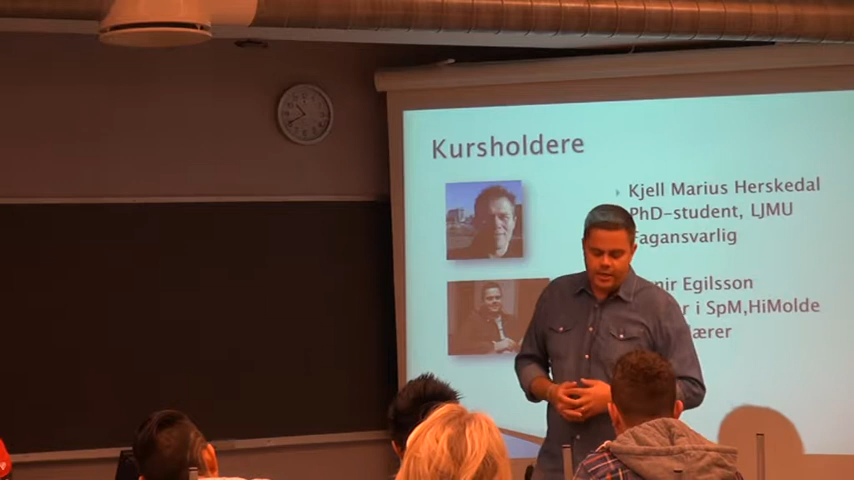 Kursholdere
Kjell Marius Herskedal
PhD-student, LJMU
Fagansvarlig
Egilsson
i SpM, HiMolde